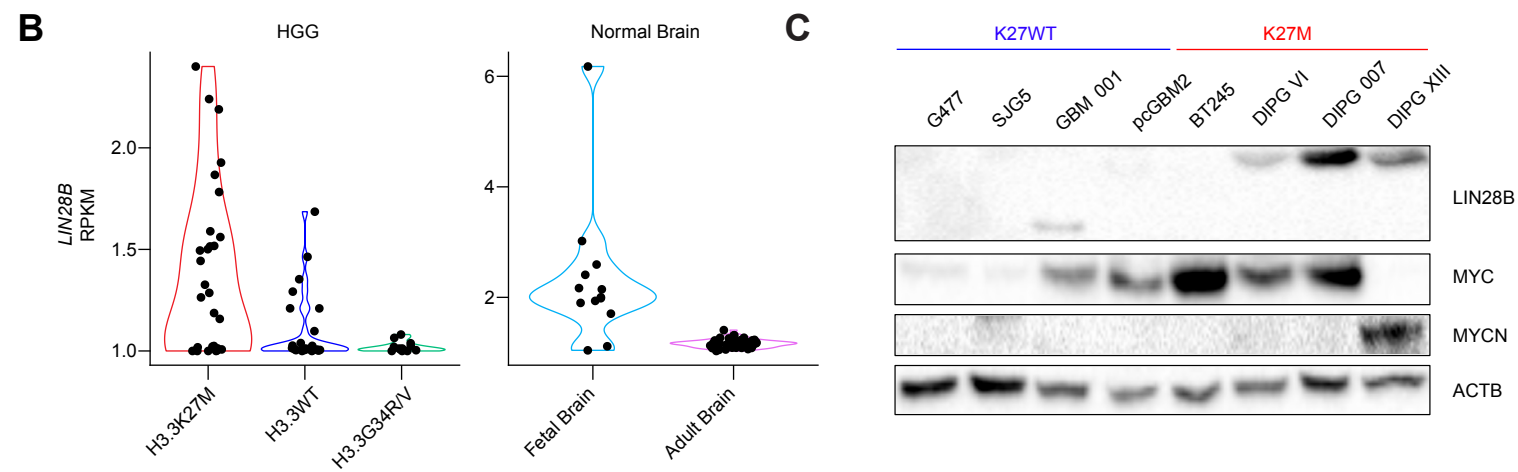 B
HGG
Normal Brain
LIN28B
RPKM
2.0
1.5
1.0
6
4
2
H3.3K27M
H3.3WT
H3.3G34R/V
Fetal Brain
Adult Brain
C
K27WT
K27M
G477
SJG5
GBM 001
pcGBM2
BT245
DIPG VI
DIPG 007
DIPG XIII
LIN28B
MYC
MYCN
ACTB